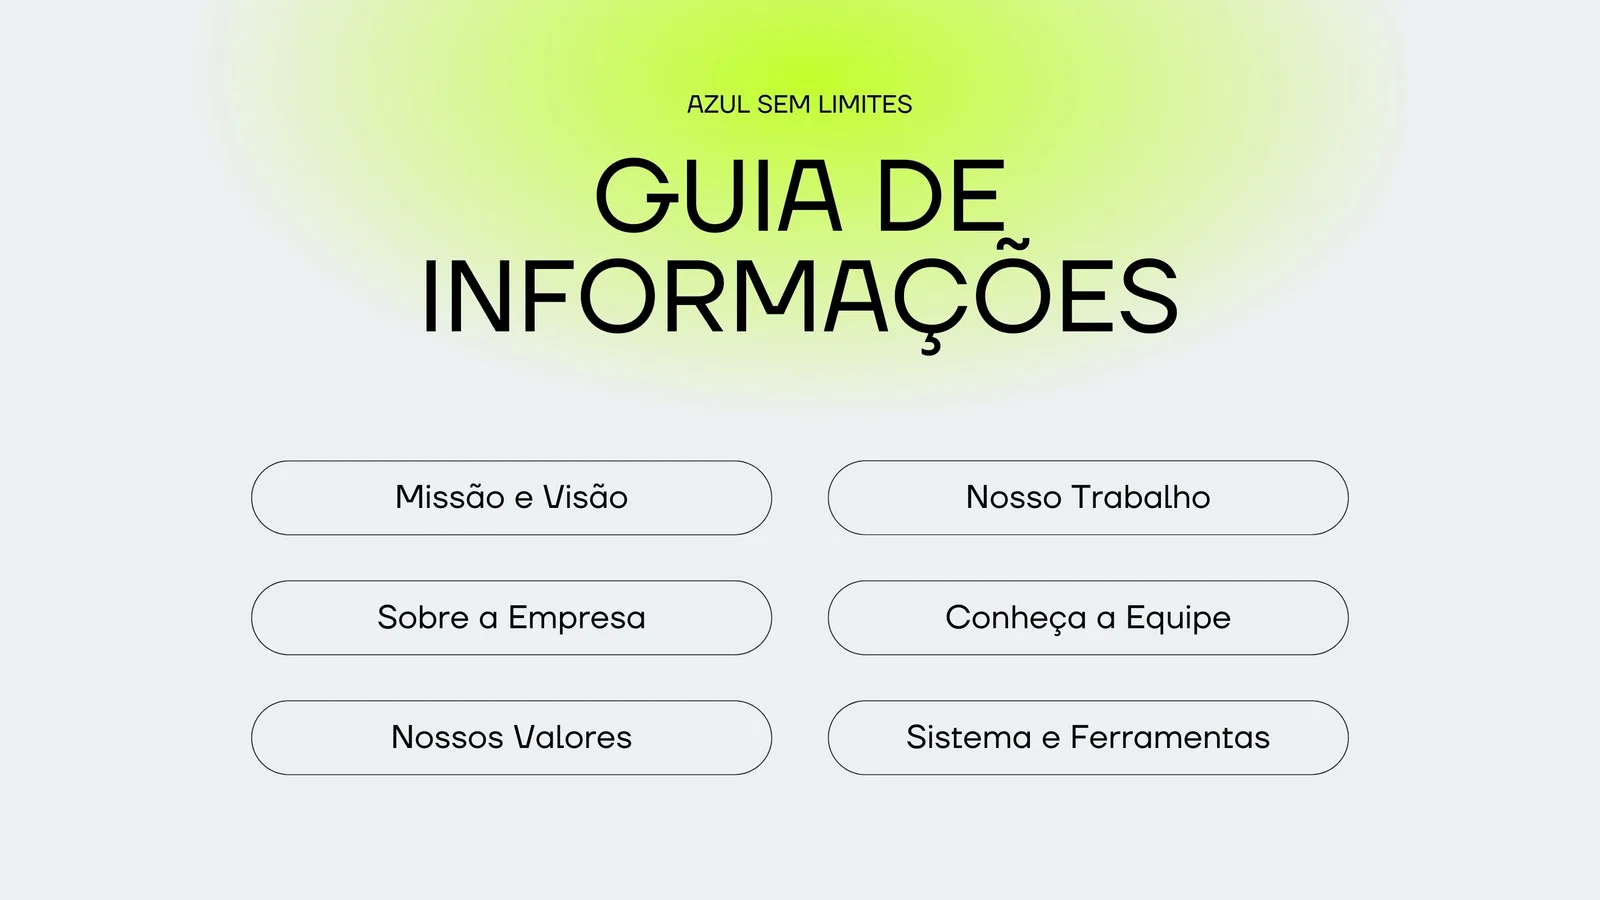 AZUL SEM LIMITES
GUIA DE
INFORMAÇÕES
Missão e Visão
Nosso Trabalho
Sobre a Empresa
Conheça a Equipe
Nossos Valores
Sistema e Ferramentas